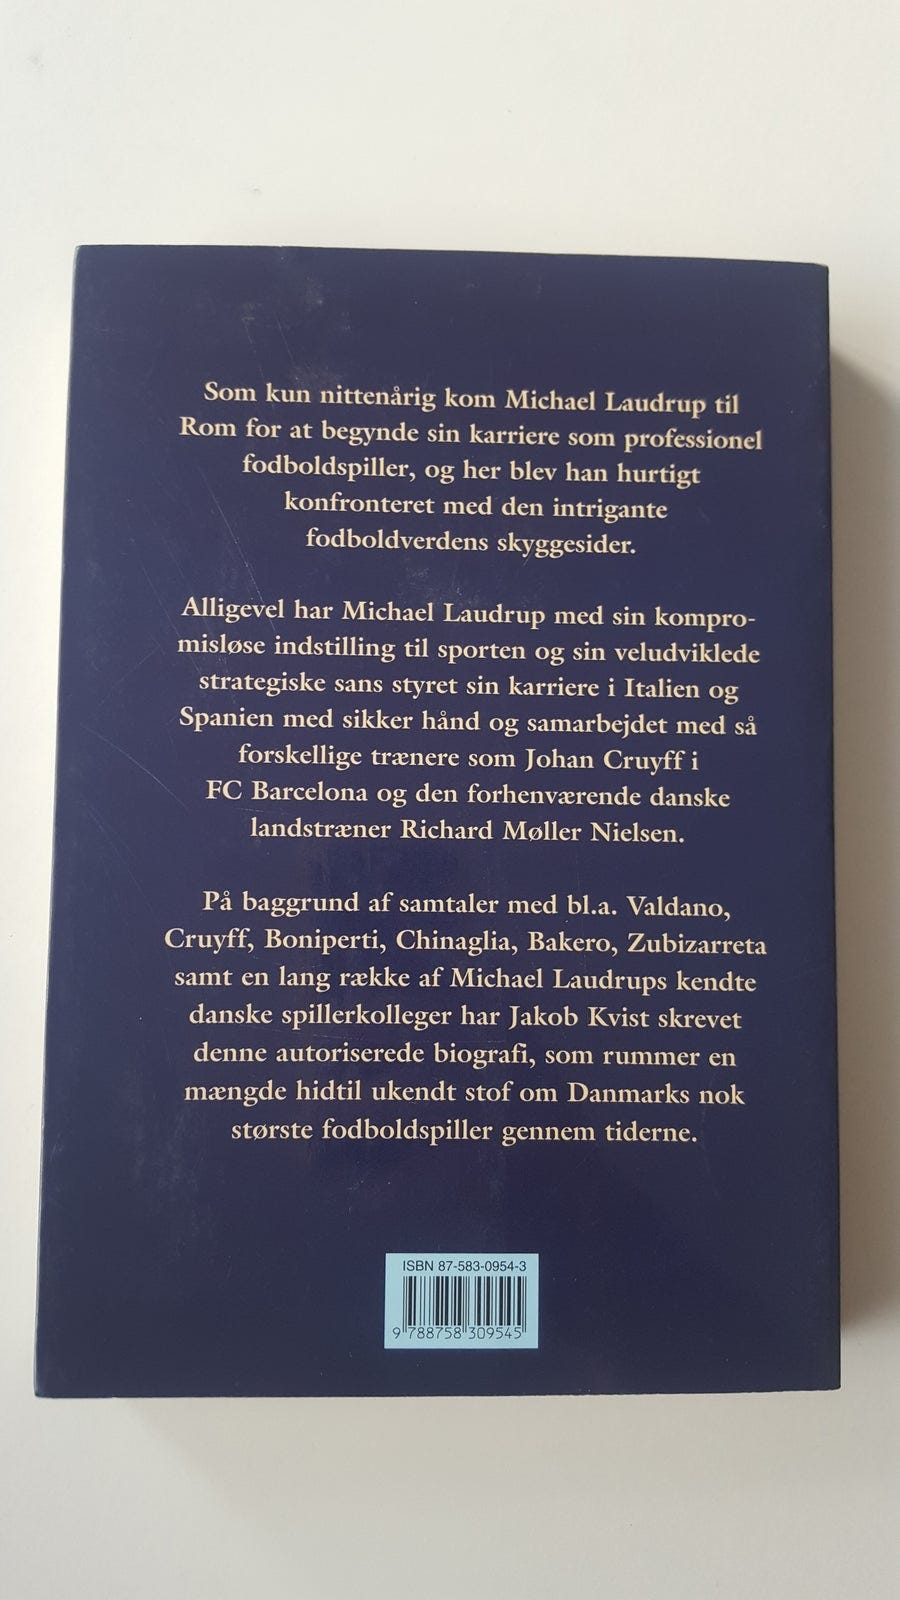 Som kun nittenårig kom Michael Laudrup til
Rom for at begynde sin karriere som professionel
fodboldspiller, og her blev han hurtigt
konfronteret med den intrigante
fodboldverdens skyggesider.
Alligevel har Michael Laudrup med sin kompro-
misløse indstilling til sporten og sin veludviklede
strategiske sans styret sin karriere i Italien og
Spanien med sikker hånd og samarbejdet med så
forskellige trænere som Johan Cruyff i
FC Barcelona og den forhenværende danske
landstræner Richard Møller Nielsen.
På baggrund af samtaler med bl.a. Valdano,
Cruyff, Boniperti, Chinaglia, Bakero, Zubizarreta
samt en lang række af Michael Laudrups kendte
danske spillerkolleger har Jakob Kvist skrevet
denne autoriserede biografi, som rummer en
mængde hidtil ukendt stof om Danmarks nok
største fodboldspiller gennem tiderne.
ISBN 87-583-0954-3
9 788758 309545